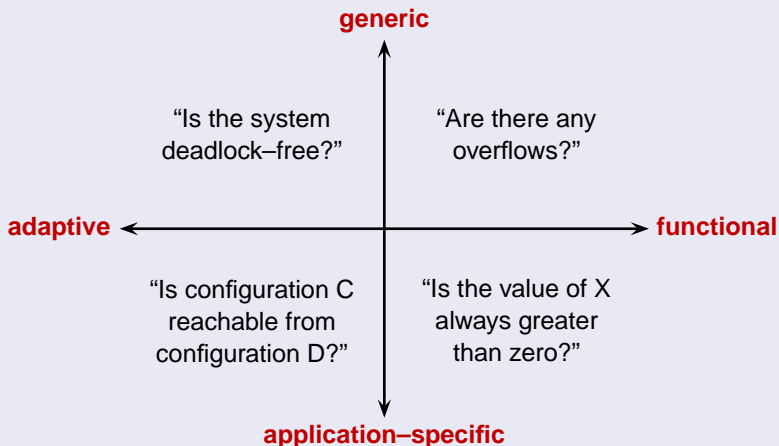 generic
“Is the system
deadlock–free?”
“Are there any
overflows?”
adaptive
functional
“Is configuration C
reachable from
configuration D?”
“Is the value of X
always greater
than zero?”
application–specific